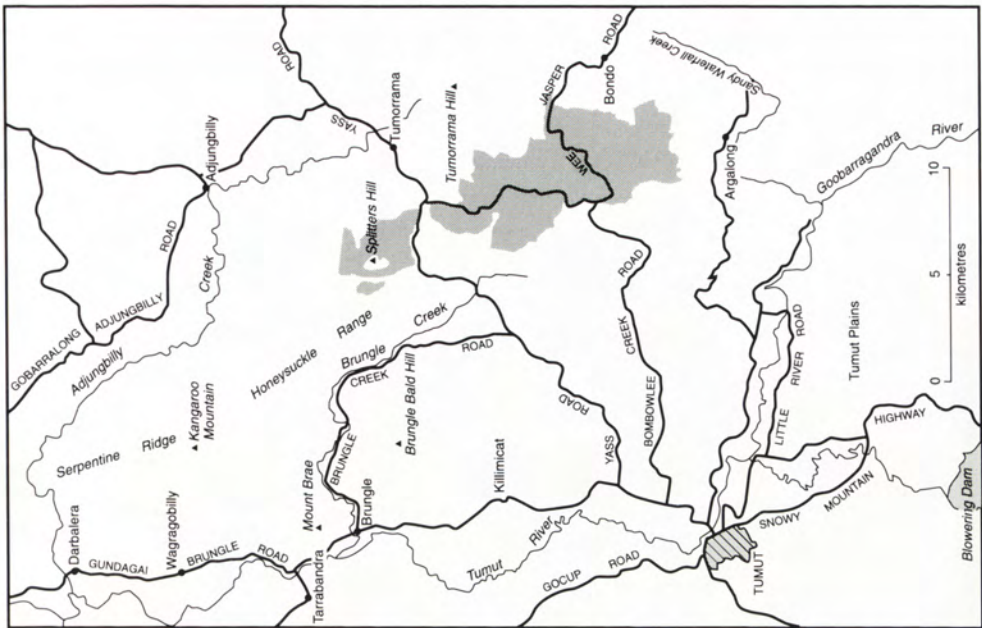 GOBARRALONG
ADJUNGBILLY
ROAD
Adjungbilly
Creek
Adjungbilly
ROAD
YASS
Serpentine Ridge
Kangaroo
Mountain
Darbalera
GUNDAGAI
Wagragobilly
BRUNGLE
ROAD
Tarrabandra
Mount Brae
Brungle
BRUNGLE
CREEK
ROAD
Honeysuckle Range
Brungle
Creek
Splitters Hill
Tumorrama
Tumorrama Hill
Brungle Bald Hill
Killimicat
Tumut
River
YASS
ROAD
BOMBOWLEE
CREEK
ROAD
WEE
JASPER
ROAD
Bondo
Sandy Waterfall Creek
Argalong
Goobarragandra
River
GOCUP
ROAD
TUMUT
LITTLE
RIVER
ROAD
Tumut Plains
SNOWY
MOUNTAIN
HIGHWAY
Blowering Dam
0 5 10
kilometres